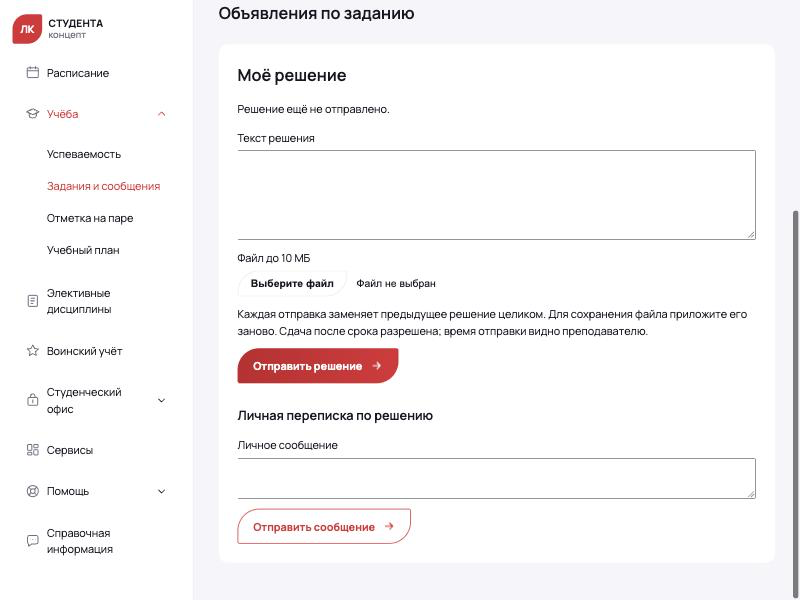 ЛК
СТУДЕНТА
концепт
Расписание
Учёба
Успеваемость
Задания и сообщения
Отметка на паре
Учебный план
Элективные
дисциплины
Воинский учёт
Студенческий
офис
Сервисы
Помощь
Справочная
информация
Объявления по заданию
Моё решение
Решение ещё не отправлено.
Текст решения
Файл до 10 МБ
Выберите файл Файл не выбран
Каждая отправка заменяет предыдущее решение целиком. Для сохранения файла приложите его
заново. Сдача после срока разрешена; время отправки видно преподавателю.
Отправить решение →
Личная переписка по решению
Личное сообщение
Отправить сообщение →